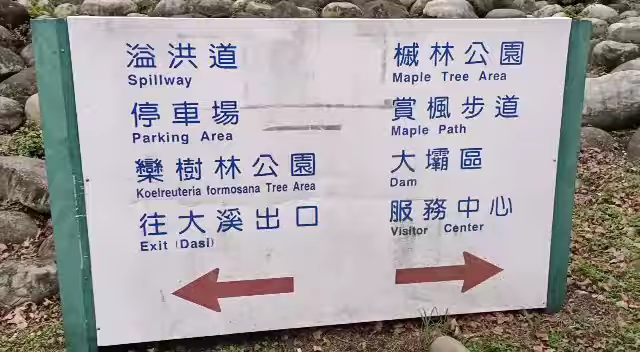 溢洪道
Spillway
停車場
Parking Area
欒樹林公園
Koelreuteria formosana Tree Area
往大溪出口
Exit (Dasi)
槭林公園
Maple Tree Area
賞楓步道
Maple Path
大壩區
Dam
服務中心
Visitor Center